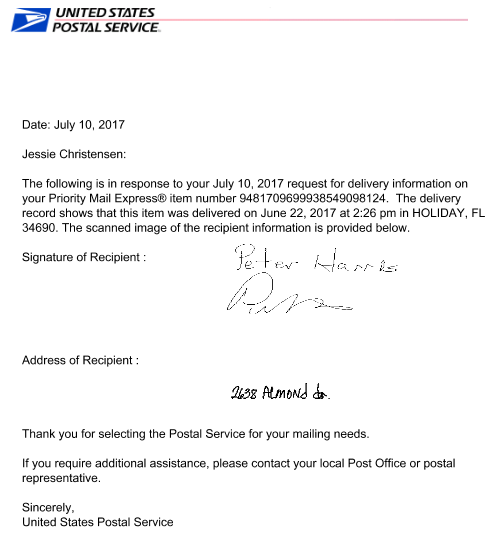 UNITED STATES
POSTAL SERVICE
Date: July 10, 2017
Jessie Christensen:
The following is in response to your July 10, 2017 request for delivery information on
your Priority Mail Express® item number 9481709699938549098124. The delivery
record shows that this item was delivered on June 22, 2017 at 2:26 pm in HOLIDAY, FL
34690. The scanned image of the recipient information is provided below.
Signature of Recipient :
Peter Harris
Address of Recipient :
2638 ALMOND dr.
Thank you for selecting the Postal Service for your mailing needs.
If you require additional assistance, please contact your local Post Office or postal
representative.
Sincerely,
United States Postal Service